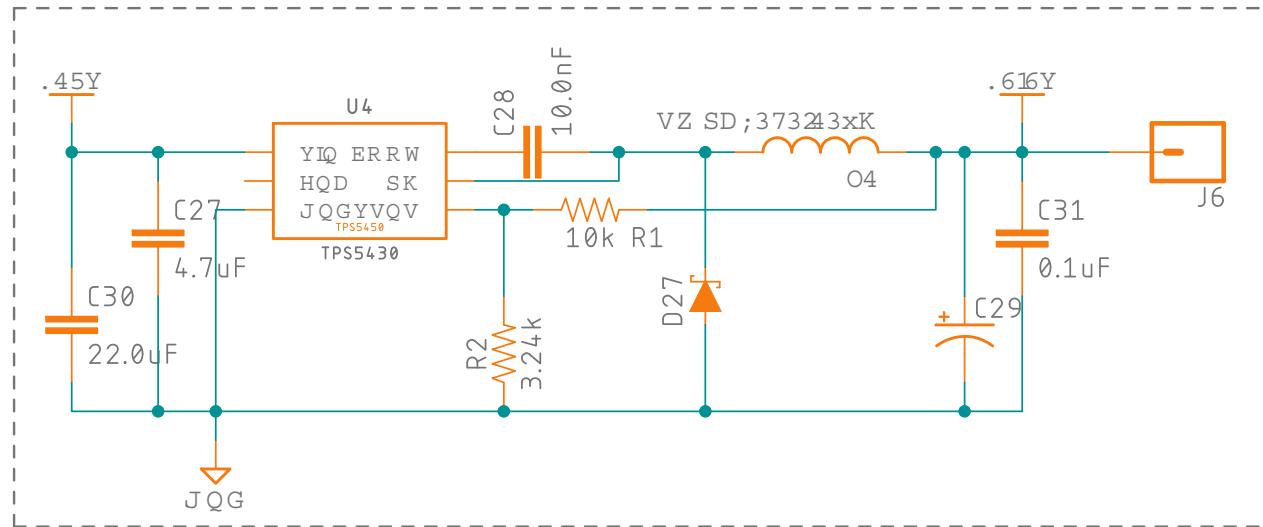 .45Y
.616Y
U4
C28
10.0nF
VZ SD;373243xK
YIQ ERRW
HQD SK
JQGYVQV
TPS5450
TPS5430
O4
J6
C27
4.7uF
10k R1
C31
0.1uF
C30
22.0uF
R2
3.24k
D27
+
C29
JQG